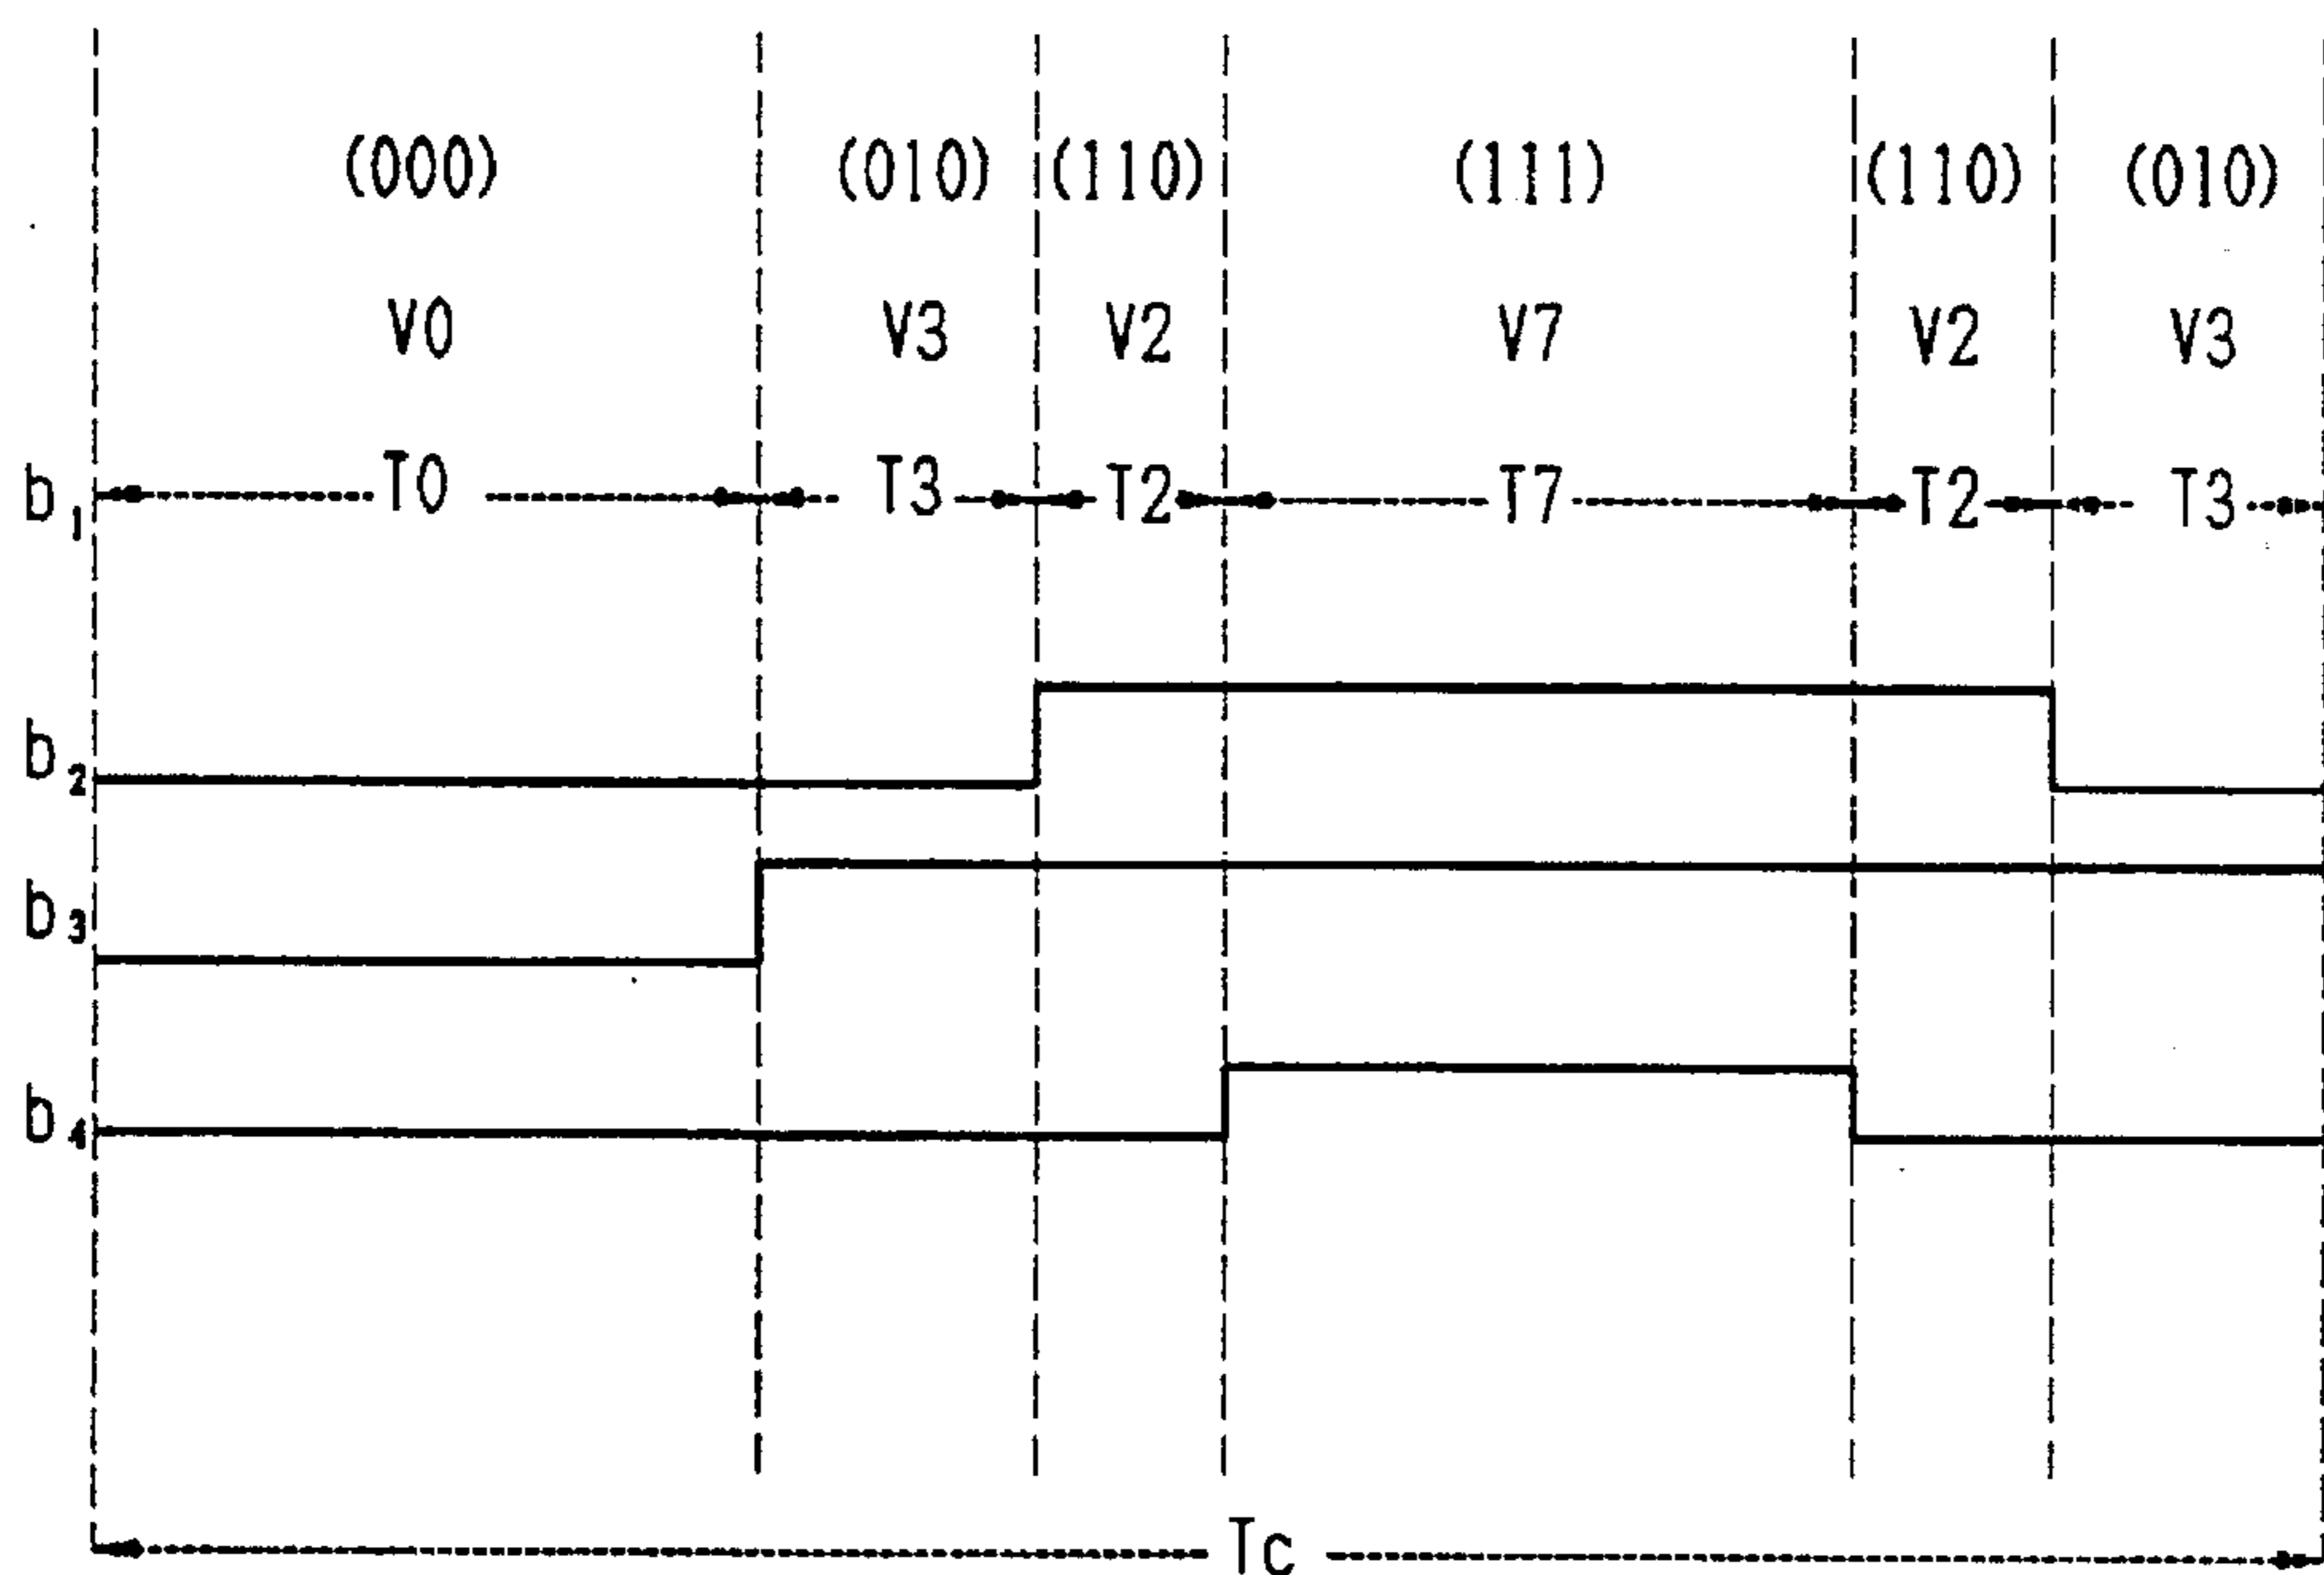 (000) (010) (110) (111) (110) (010)
V0 V3 V2 V7 V2 V3
b1 T0 T3 T2 T7 T2 T3
b2
b3
b4
Tc